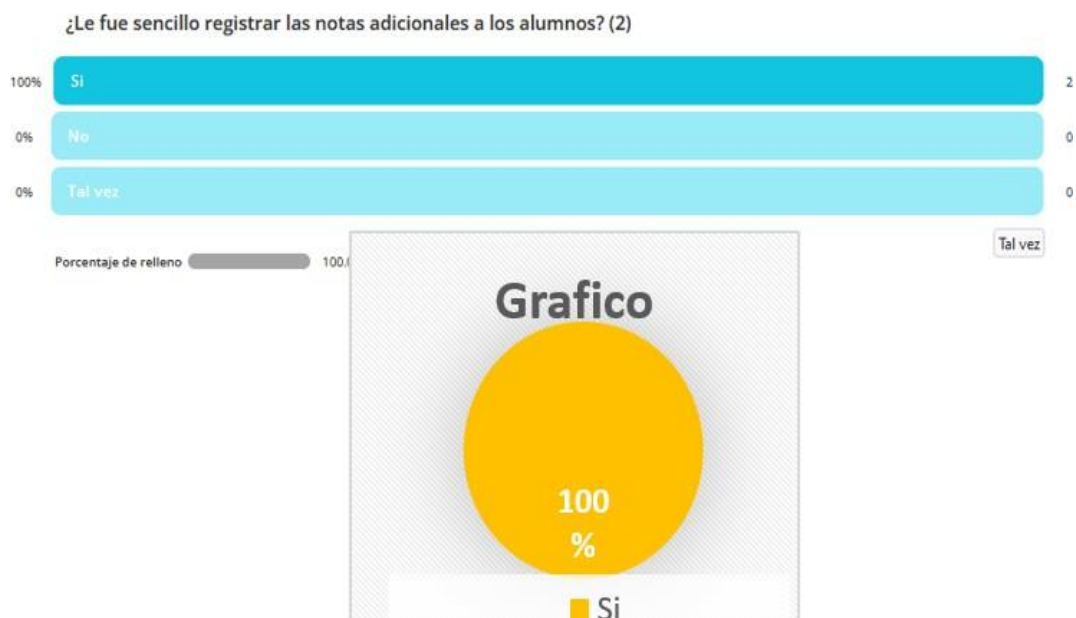 ¿Le fue sencillo registrar las notas adicionales a los alumnos? (2)
100% Si 2
0% No 0
0% Tal vez 0
Tal vez
Porcentaje de relleno 100.
Grafico
100
%
Si